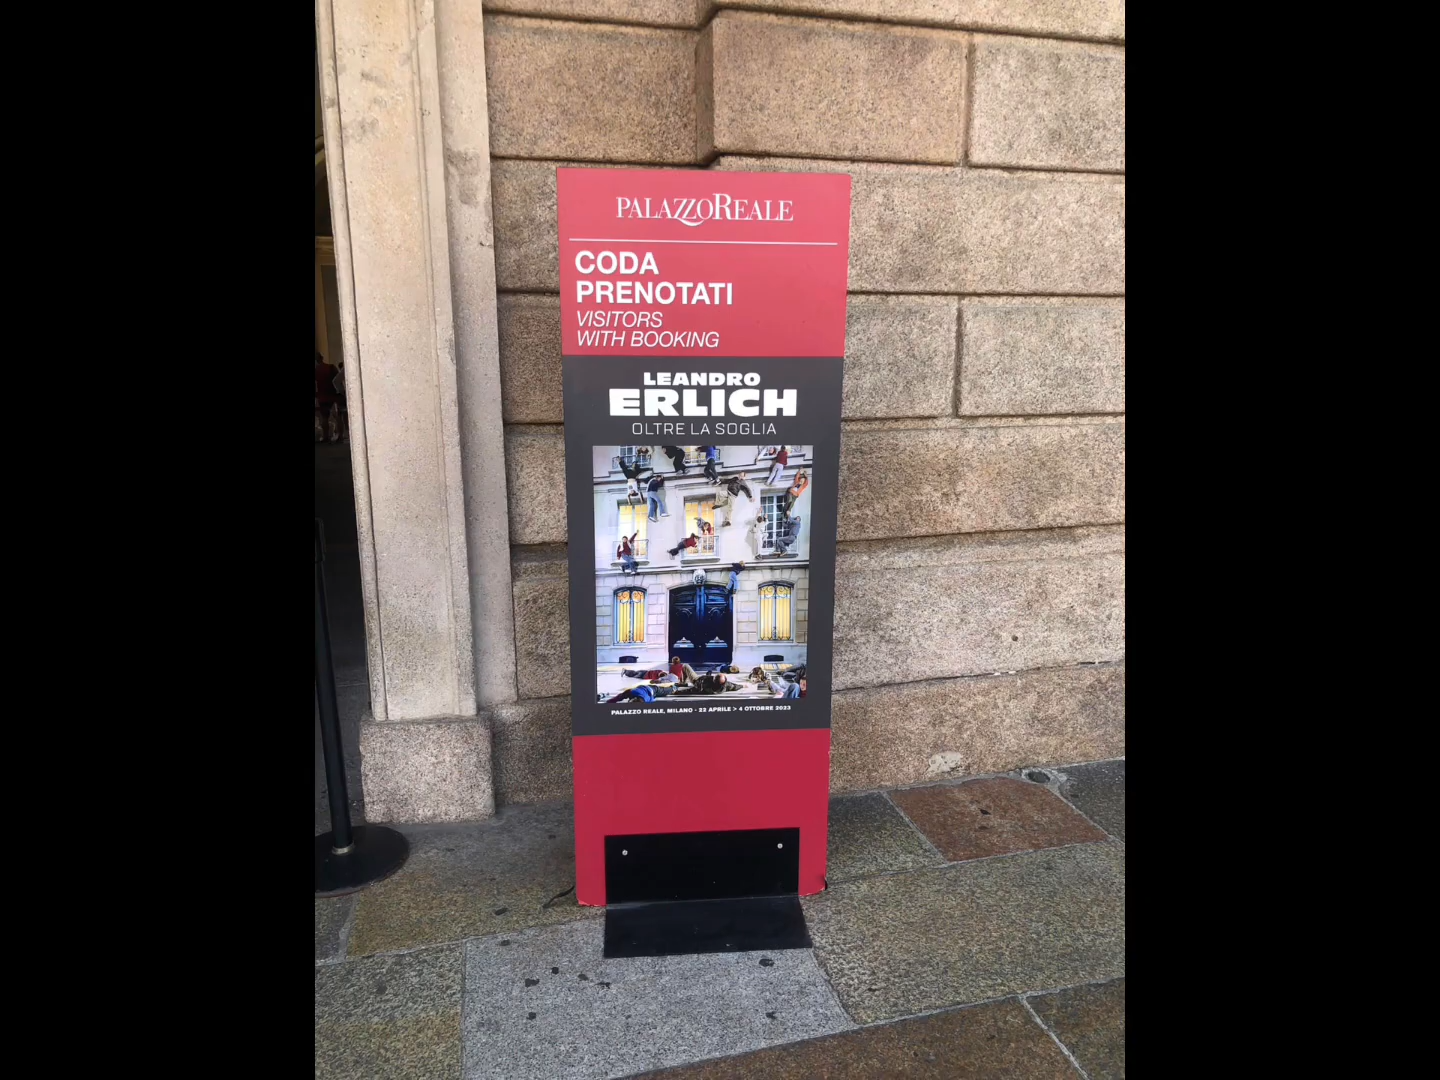 PALAZZOREALE
CODA
PRENOTATI
VISITORS
WITH BOOKING
LEANDRO
ERLICH
OLTRE LA SOGLIA
PALAZZO REALE, MILANO - 22 APRILE > 4 OTTOBRE 2023